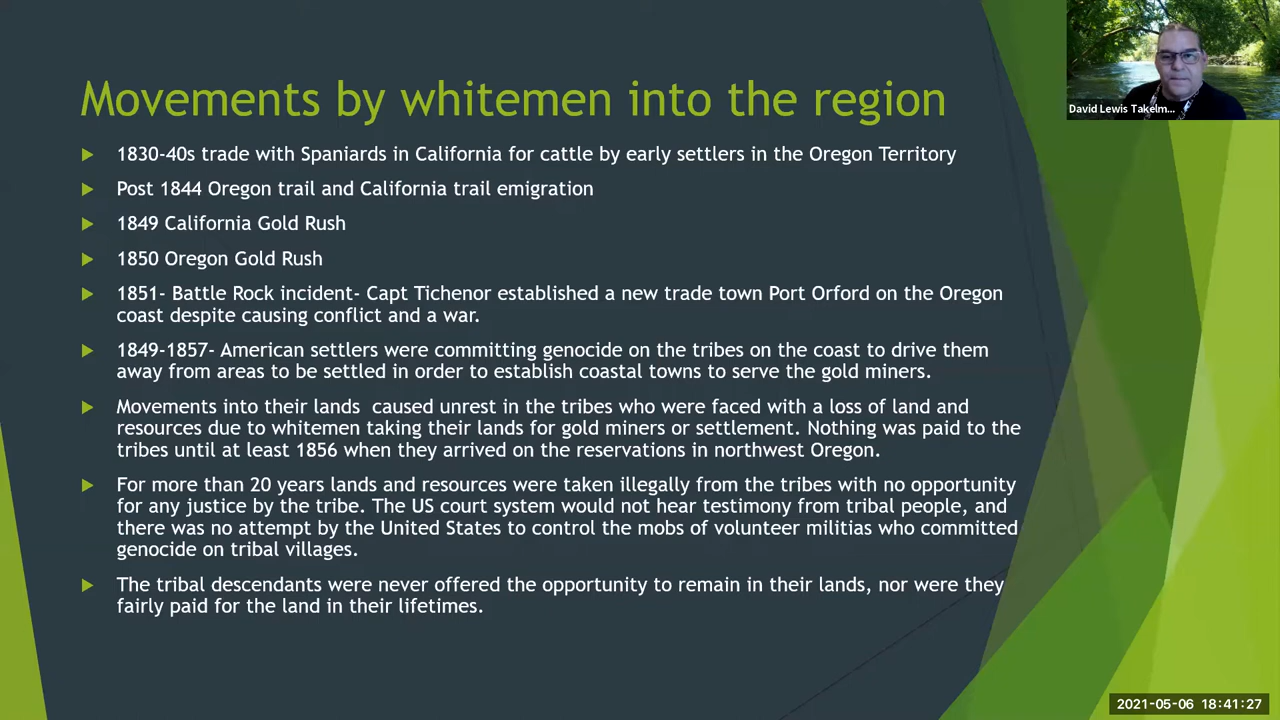 Movements by whitemen into the region
1830-40s trade with Spaniards in California for cattle by early settlers in the Oregon Territory
Post 1844 Oregon trail and California trail emigration
1849 California Gold Rush
1850 Oregon Gold Rush
1851- Battle Rock incident- Capt Tichenor established a new trade town Port Orford on the Oregon
coast despite causing conflict and a war.
1849-1857- American settlers were committing genocide on the tribes on the coast to drive them
away from areas to be settled in order to establish coastal towns to serve the gold miners.
Movements into their lands  caused unrest in the tribes who were faced with a loss of land and
resources due to whitemen taking their lands for gold miners or settlement. Nothing was paid to the
tribes until at least 1856 when they arrived on the reservations in northwest Oregon.
For more than 20 years lands and resources were taken illegally from the tribes with no opportunity
for any justice by the tribe. The US court system would not hear testimony from tribal people, and
there was no attempt by the United States to control the mobs of volunteer militias who committed
genocide on tribal villages.
The tribal descendants were never offered the opportunity to remain in their lands, nor were they
fairly paid for the land in their lifetimes.
David Lewis Takelm...
2021-05-06 18:41:27